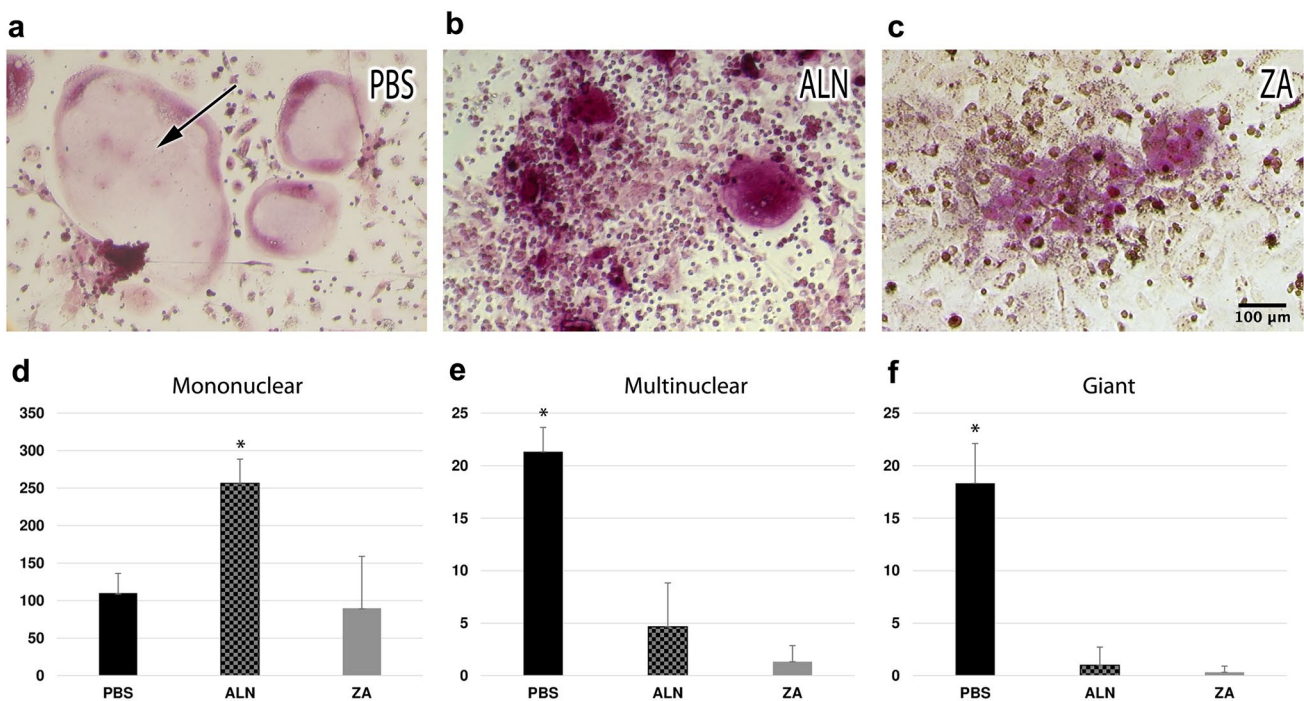 a
b
c
PBS
ALN
ZA
100 µm
d
Mononuclear
350
300
250
200
150
100
50
0
*
PBS
ALN
ZA
e
Multinuclear
25
20
15
10
5
0
*
PBS
ALN
ZA
f
Giant
25
20
15
10
5
0
*
PBS
ALN
ZA